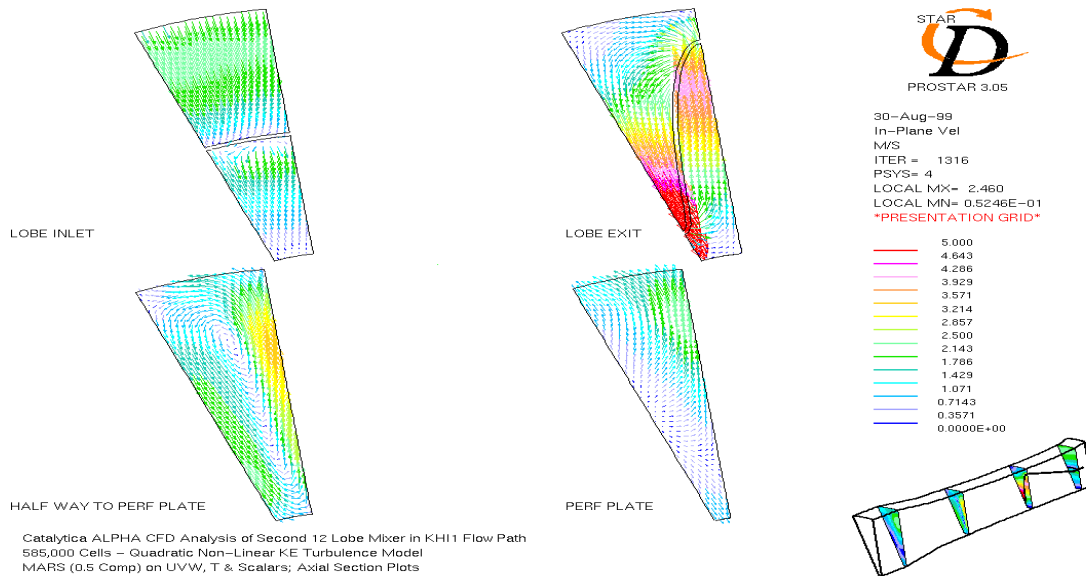 STAR
CD
PROSTAR 3.05
30-Aug-99
In-Plane Vel
M/S
ITER = 1316
PSYS= 4
LOCAL MX= 2.460
LOCAL MN= 0.5246E-01
*PRESENTATION GRID*
5.000
4.643
4.286
3.929
3.571
3.214
2.857
2.500
2.143
1.786
1.429
1.071
0.7143
0.3571
0.0000E+00
LOBE INLET
LOBE EXIT
HALF WAY TO PERF PLATE
PERF PLATE
Catalytica ALPHA CFD Analysis of Second 12 Lobe Mixer in KHI1 Flow Path
585,000 Cells - Quadratic Non-Linear KE Turbulence Model
MARS (0.5 Comp) on UVW, T & Scalars; Axial Section Plots